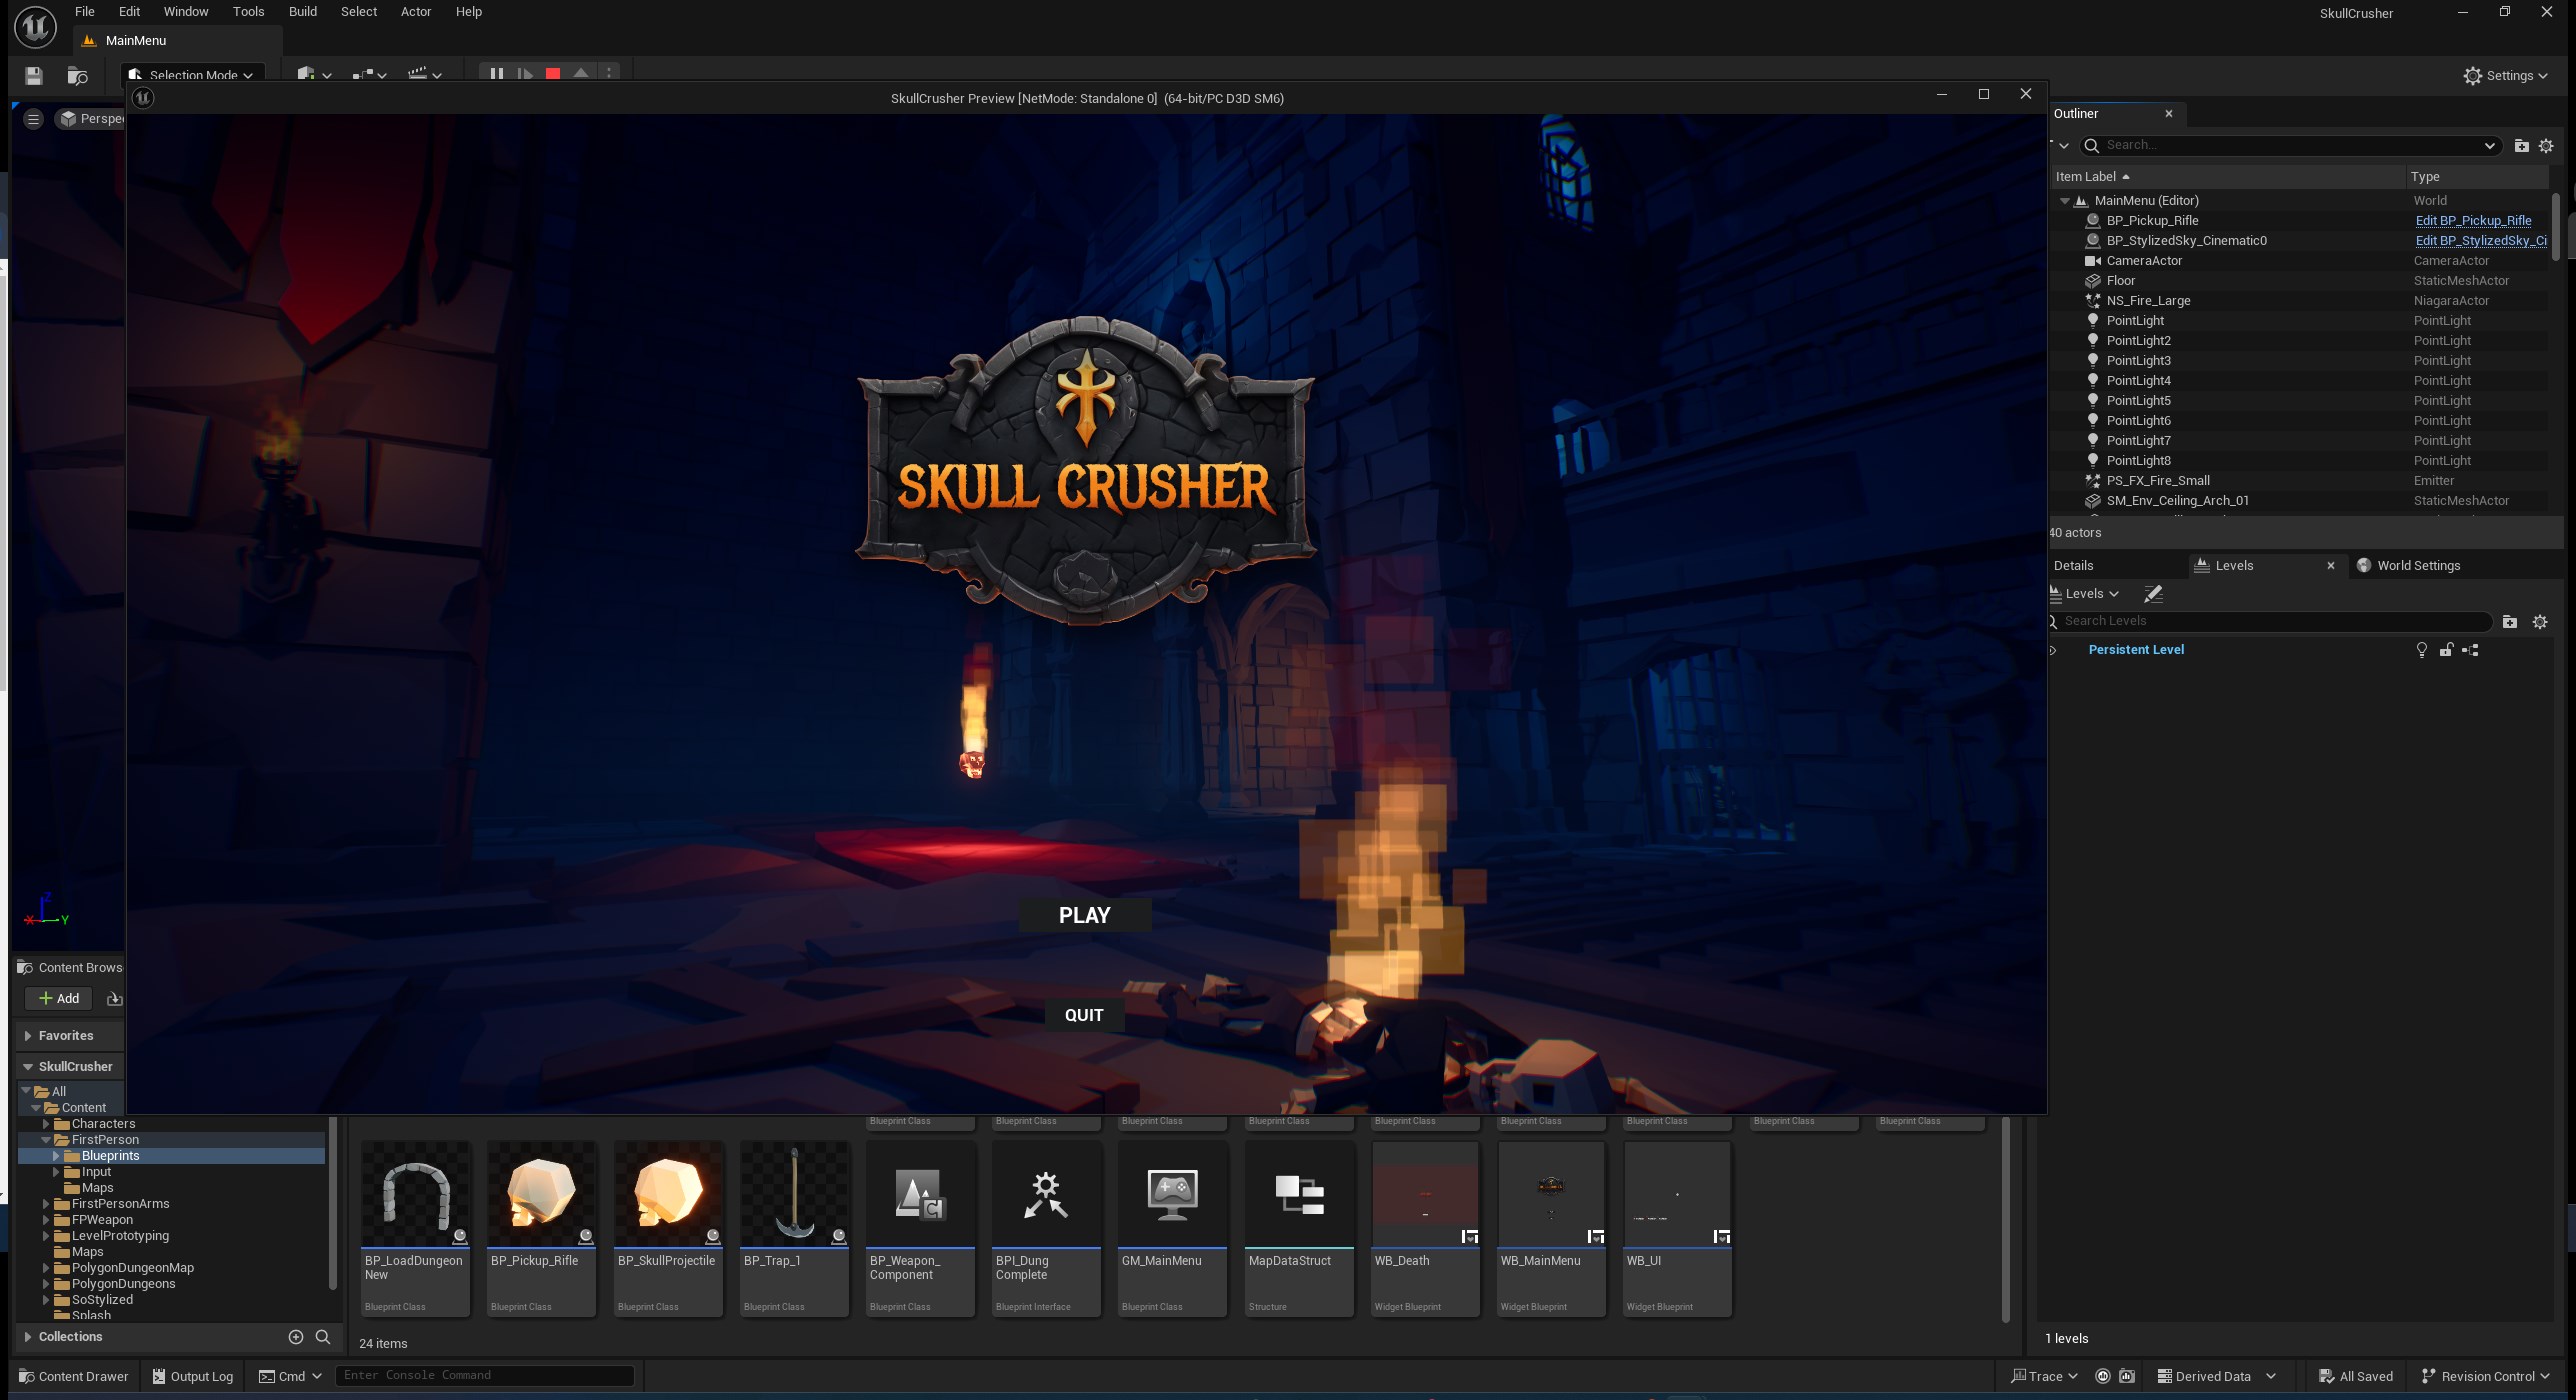 File Edit Window Tools Build Select Actor Help
SkullCrusher
MainMenu
Selection Mode
Settings
SkullCrusher Preview [NetMode: Standalone 0] (64-bit/PC D3D SM6)
Perspe
SKULL CRUSHER
PLAY
QUIT
Outliner
Search...
Item Label Type
MainMenu (Editor) World
BP_Pickup_Rifle Edit BP_Pickup_Rifle
BP_StylizedSky_Cinematic0 Edit BP_StylizedSky_Ci
CameraActor CameraActor
Floor StaticMeshActor
NS_Fire_Large NiagaraActor
PointLight PointLight
PointLight2 PointLight
PointLight3 PointLight
PointLight4 PointLight
PointLight5 PointLight
PointLight6 PointLight
PointLight7 PointLight
PointLight8 PointLight
PS_FX_Fire_Small Emitter
SM_Env_Ceiling_Arch_01 StaticMeshActor
40 actors
Details Levels World Settings
Levels
Search Levels
Persistent Level
1 levels
X Y Z
Content Brows
Add
Favorites
SkullCrusher
All
Content
Characters
FirstPerson
Blueprints
Input
Maps
FirstPersonArms
FPWeapon
LevelPrototyping
Maps
PolygonDungeonMap
PolygonDungeons
SoStylized
Splash
Collections
Blueprint Class Blueprint Class Blueprint Class Blueprint Class Blueprint Class Blueprint Class Blueprint Class Blueprint Class Blueprint Class
BP_LoadDungeon
New
Blueprint Class
BP_Pickup_Rifle
Blueprint Class
BP_SkullProjectile
Blueprint Class
BP_Trap_1
Blueprint Class
BP_Weapon_
Component
Blueprint Class
BPI_Dung
Complete
Blueprint Interface
GM_MainMenu
Blueprint Class
MapDataStruct
Structure
WB_Death
Widget Blueprint
WB_MainMenu
Widget Blueprint
WB_UI
Widget Blueprint
24 items
Content Drawer Output Log Cmd Enter Console Command
Trace Derived Data All Saved Revision Control